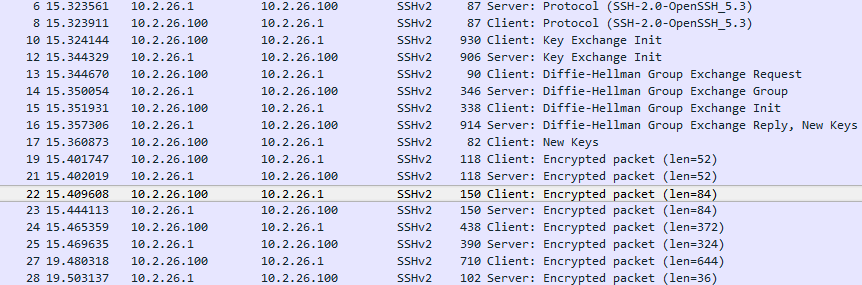 6 15.323561 10.2.26.1 10.2.26.100 SSHv2 87 Server: Protocol (SSH-2.0-OpenSSH_5.3)
8 15.323911 10.2.26.100 10.2.26.1 SSHv2 87 Client: Protocol (SSH-2.0-OpenSSH_5.3)
10 15.324144 10.2.26.100 10.2.26.1 SSHv2 930 Client: Key Exchange Init
12 15.344329 10.2.26.1 10.2.26.100 SSHv2 906 Server: Key Exchange Init
13 15.344670 10.2.26.100 10.2.26.1 SSHv2 90 Client: Diffie-Hellman Group Exchange Request
14 15.350054 10.2.26.1 10.2.26.100 SSHv2 346 Server: Diffie-Hellman Group Exchange Group
15 15.351931 10.2.26.100 10.2.26.1 SSHv2 338 Client: Diffie-Hellman Group Exchange Init
16 15.357306 10.2.26.1 10.2.26.100 SSHv2 914 Server: Diffie-Hellman Group Exchange Reply, New Keys
17 15.360873 10.2.26.100 10.2.26.1 SSHv2 82 Client: New Keys
19 15.401747 10.2.26.100 10.2.26.1 SSHv2 118 Client: Encrypted packet (len=52)
21 15.402019 10.2.26.1 10.2.26.100 SSHv2 118 Server: Encrypted packet (len=52)
22 15.409608 10.2.26.100 10.2.26.1 SSHv2 150 Client: Encrypted packet (len=84)
23 15.444113 10.2.26.1 10.2.26.100 SSHv2 150 Server: Encrypted packet (len=84)
24 15.465359 10.2.26.100 10.2.26.1 SSHv2 438 Client: Encrypted packet (len=372)
25 15.469635 10.2.26.1 10.2.26.100 SSHv2 390 Server: Encrypted packet (len=324)
27 19.480318 10.2.26.100 10.2.26.1 SSHv2 710 Client: Encrypted packet (len=644)
28 19.503137 10.2.26.1 10.2.26.100 SSHv2 102 Server: Encrypted packet (len=36)